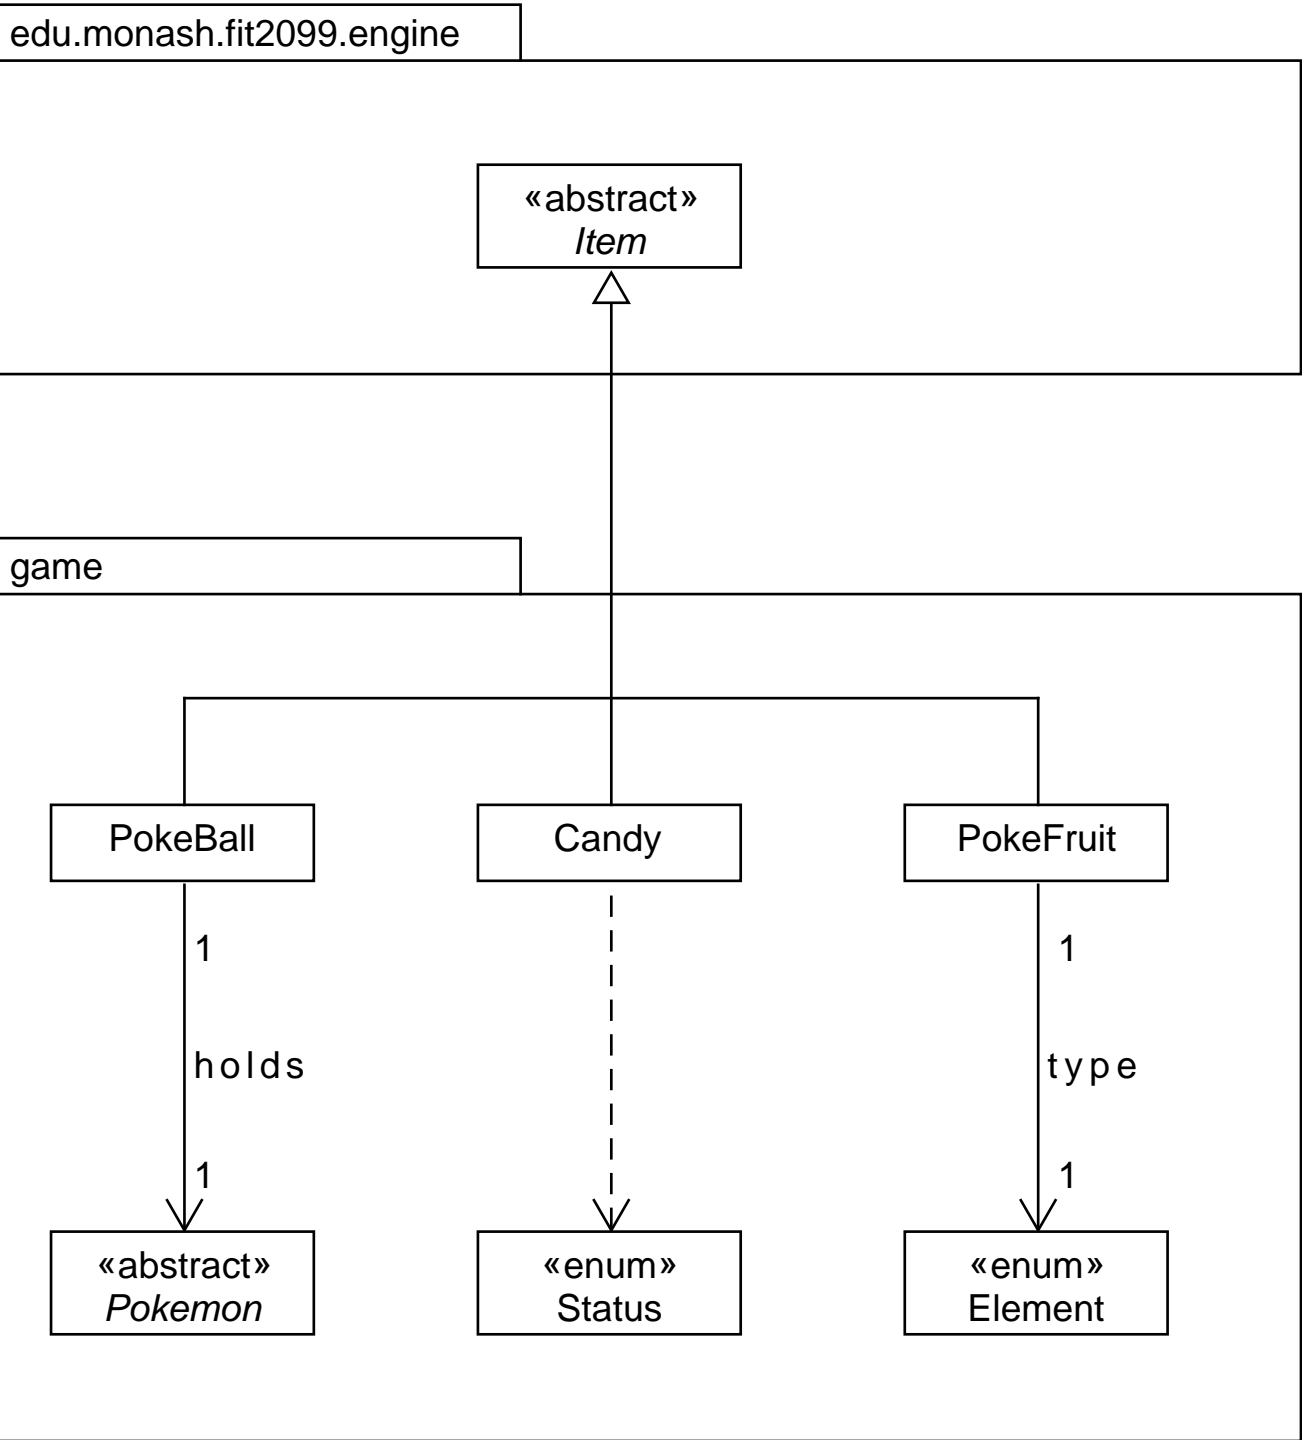 edu.monash.fit2099.engine
«abstract»
Item
game
PokeBall
Candy
PokeFruit
1
1
holds
type
1
1
«abstract»
Pokemon
«enum»
Status
«enum»
Element